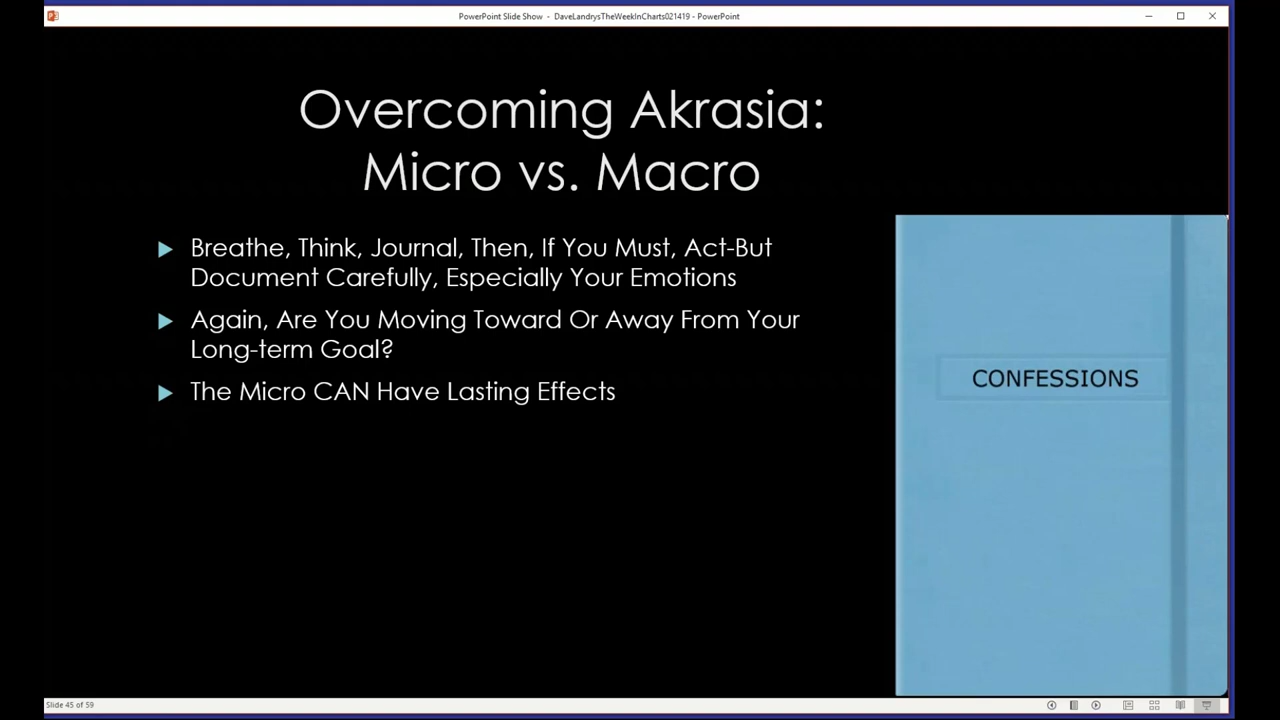 PowerPoint Slide Show - DaveLandrysTheWeekInCharts021419 - PowerPoint
Overcoming Akrasia:
Micro vs. Macro
Breathe, Think, Journal, Then, If You Must, Act-But
Document Carefully, Especially Your Emotions
Again, Are You Moving Toward Or Away From Your
Long-term Goal?
The Micro CAN Have Lasting Effects
CONFESSIONS
Slide 45 of 59